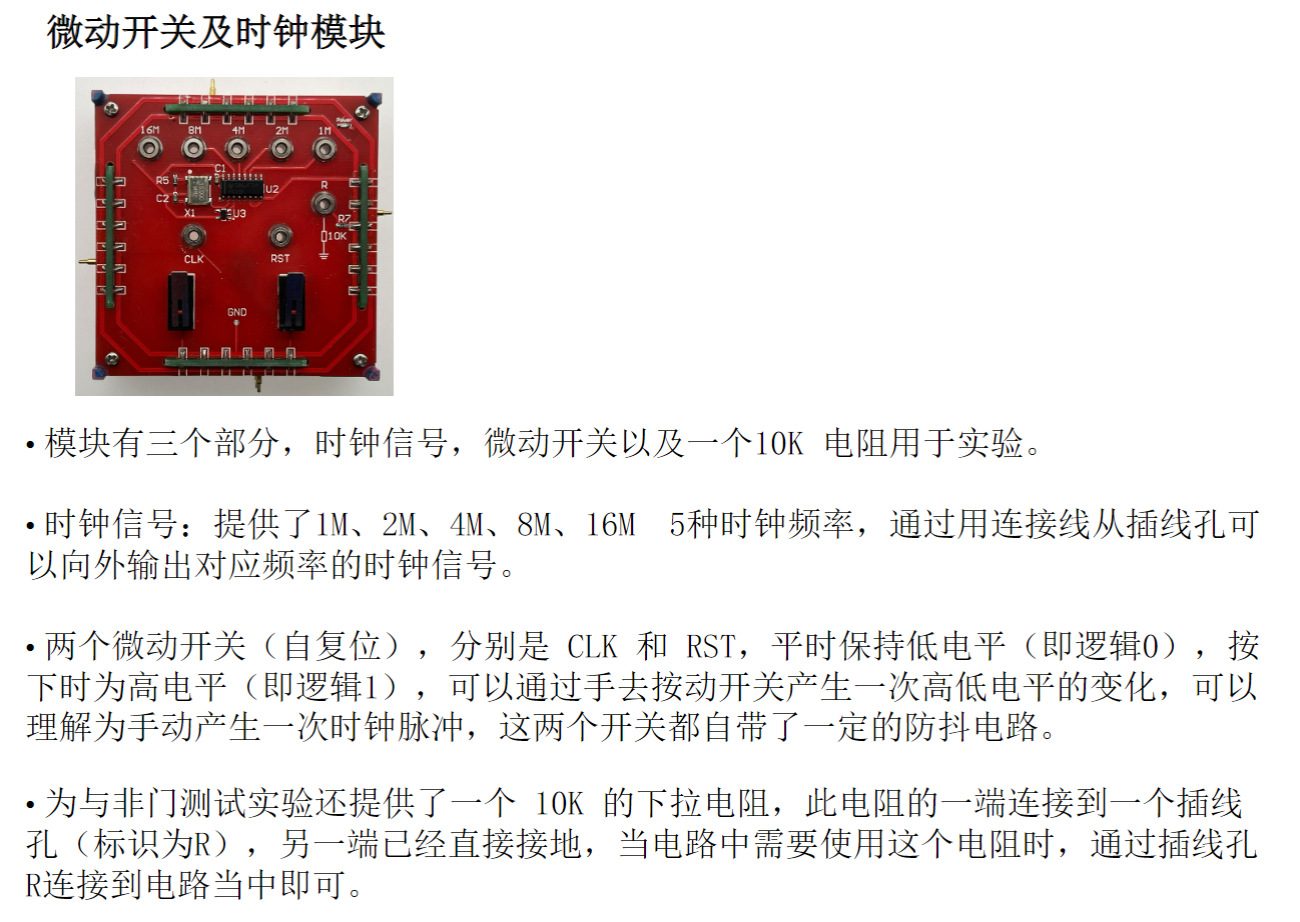 微动开关及时钟模块
16M 8M 4M 2M 1M
C1
R5
U2
R
C2
X1
U3
R7
10K
CLK
RST
GND
• 模块有三个部分，时钟信号，微动开关以及一个10K 电阻用于实验。
• 时钟信号：提供了1M、2M、4M、8M、16M 5种时钟频率，通过用连接线从插线孔可
以向外输出对应频率的时钟信号。
• 两个微动开关（自复位），分别是 CLK 和 RST，平时保持低电平（即逻辑0），按
下时为高电平（即逻辑1），可以通过手去按动开关产生一次高低电平的变化，可以
理解为手动产生一次时钟脉冲，这两个开关都自带了一定的防抖电路。
• 为与非门测试实验还提供了一个 10K 的下拉电阻，此电阻的一端连接到一个插线
孔（标识为R），另一端已经直接接地，当电路中需要使用这个电阻时，通过插线孔
R连接到电路当中即可。